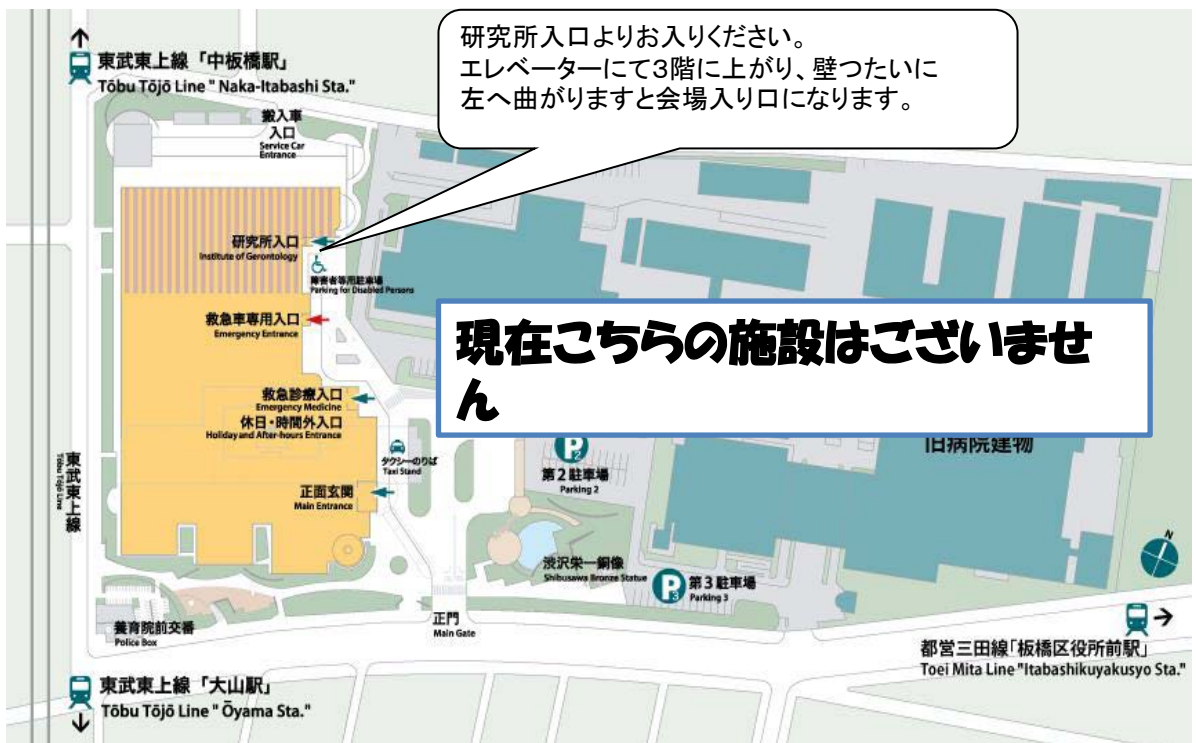 東武東上線「中板橋駅」
Tōbu Tōjō Line " Naka-Itabashi Sta."
研究所入口よりお入りください。
エレベーターにて３階に上がり、壁つたいに
左へ曲がりますと会場入り口になります。
搬入車
入口
Service Car
Entrance
研究所入口
Institute of Gerontology
障害者等用駐車場
Parking for Disabled Persons
救急車専用入口
Emergency Entrance
現在こちらの施設はございませ
ん
救急診療入口
Emergency Medicine
休日・時間外入口
Holiday and After-hours Entrance
タクシーのりば
Taxi Stand
P2
第２駐車場
Parking 2
旧病院建物
東武東上線
Tōbu Tōjō Line
正面玄関
Main Entrance
渋沢栄一銅像
Shibusawa Bronze Statue
P3
第３駐車場
Parking 3
N
養育院前交番
Police Box
正門
Main Gate
都営三田線「板橋区役所前駅」
Toei Mita Line "Itabashikuyakusyo Sta."
東武東上線「大山駅」
Tōbu Tōjō Line " Ōyama Sta."